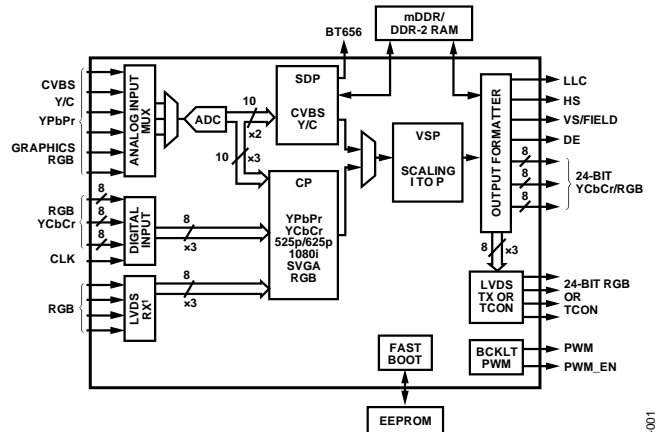 mDDR/
DDR-2 RAM
BT656
SDP
CVBS
Y/C
CVBS
Y/C
YPbPr
GRAPHICS
RGB
ANALOG INPUT
MUX
ADC
10
×2
10
×3
VSP
SCALING
I TO P
OUTPUT FORMATTER
LLC
HS
VS/FIELD
DE
8
8
8
24-BIT
YCbCr/RGB
CP
YPbPr
YCbCr
525p/625p
1080i
SVGA
RGB
8
RGB
8
YCbCr
8
CLK
DIGITAL
INPUT
8
×3
RGB
LVDS
RX1
8
×3
8
×3
LVDS
TX OR
TCON
24-BIT RGB
OR
TCON
FAST
BOOT
BCKLT
PWM
PWM
PWM_EN
EEPROM
-001